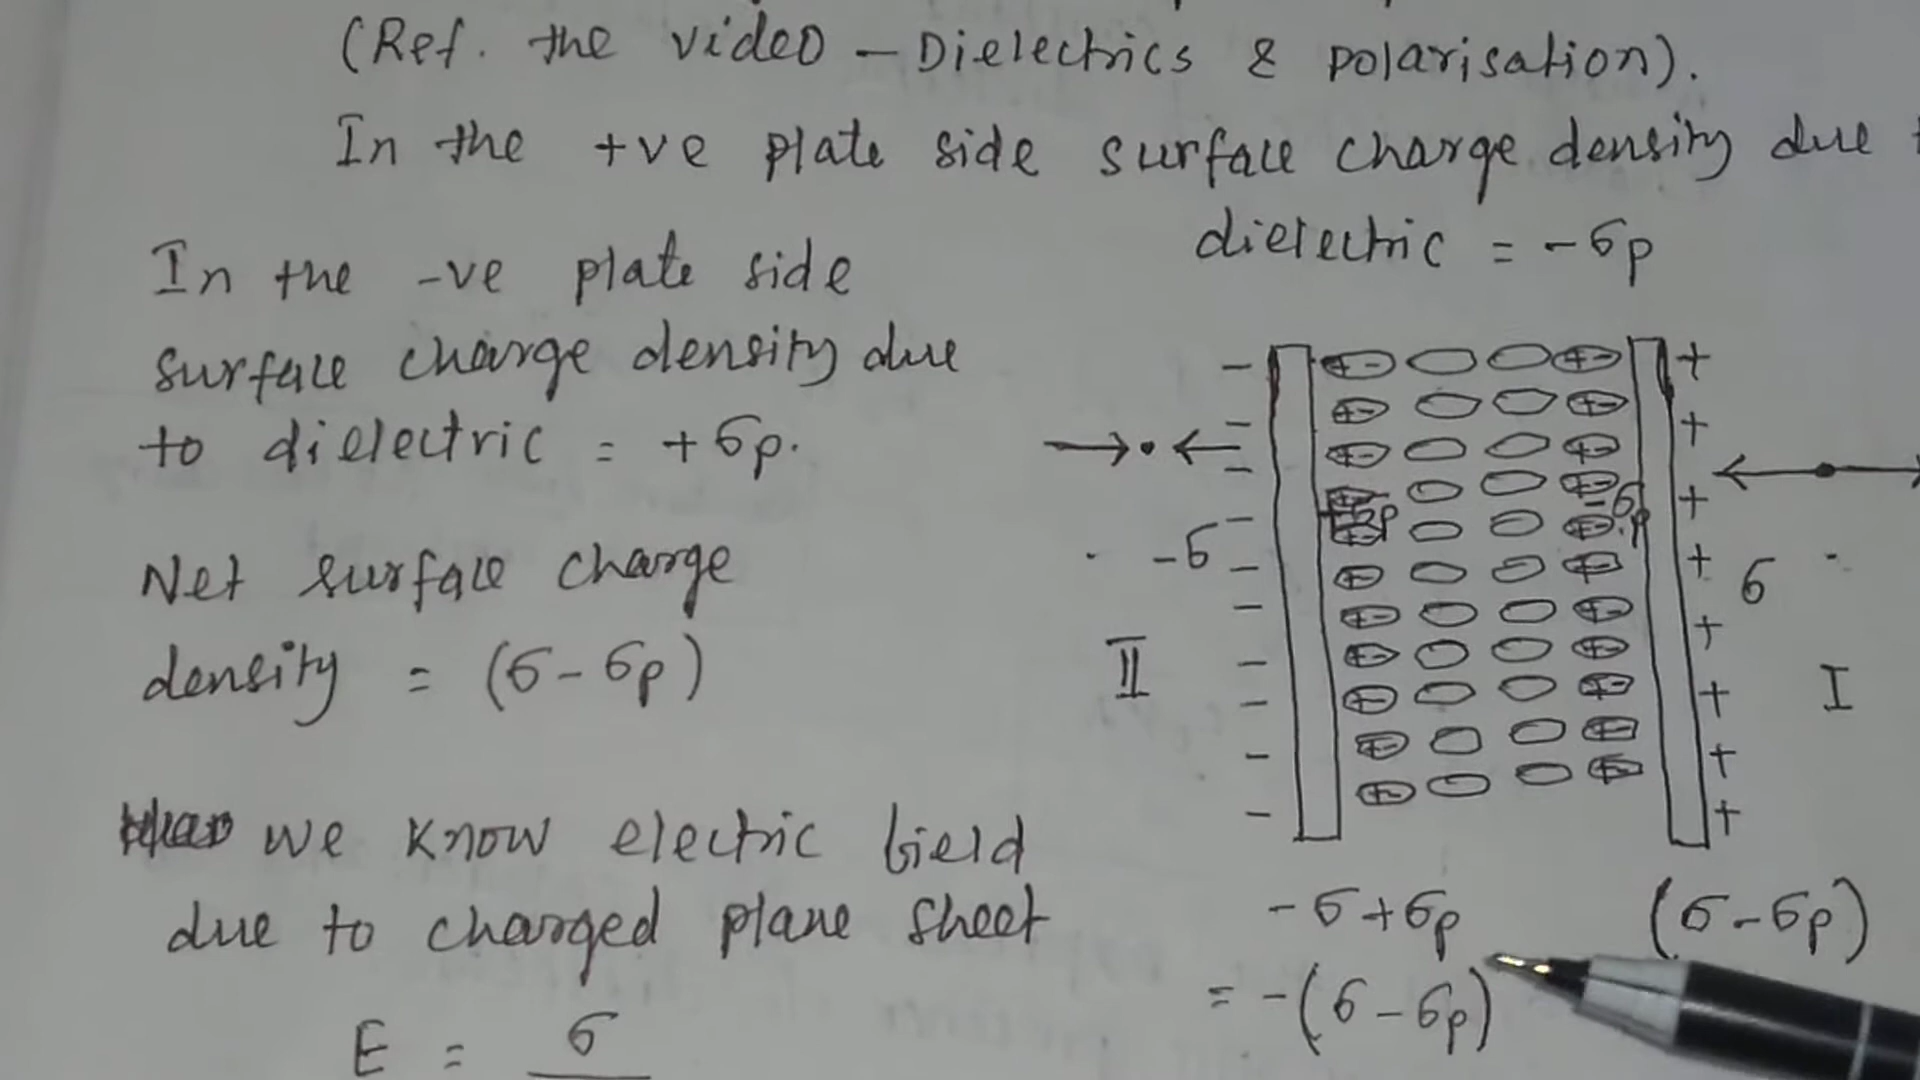 (Ref. the video – Dielectrics & polarisation).
In the +ve plate side surface charge density due
dielectric = -σp
In the -ve plate side
surface charge density due
to dielectric = +σp.
Net surface charge
density = (σ - σp)
we know electric field
due to charged plane sheet
E = σ
+σp
-σp
-σ
σ
II
I
-σ+σp
= -(σ-σp)
(σ-σp)